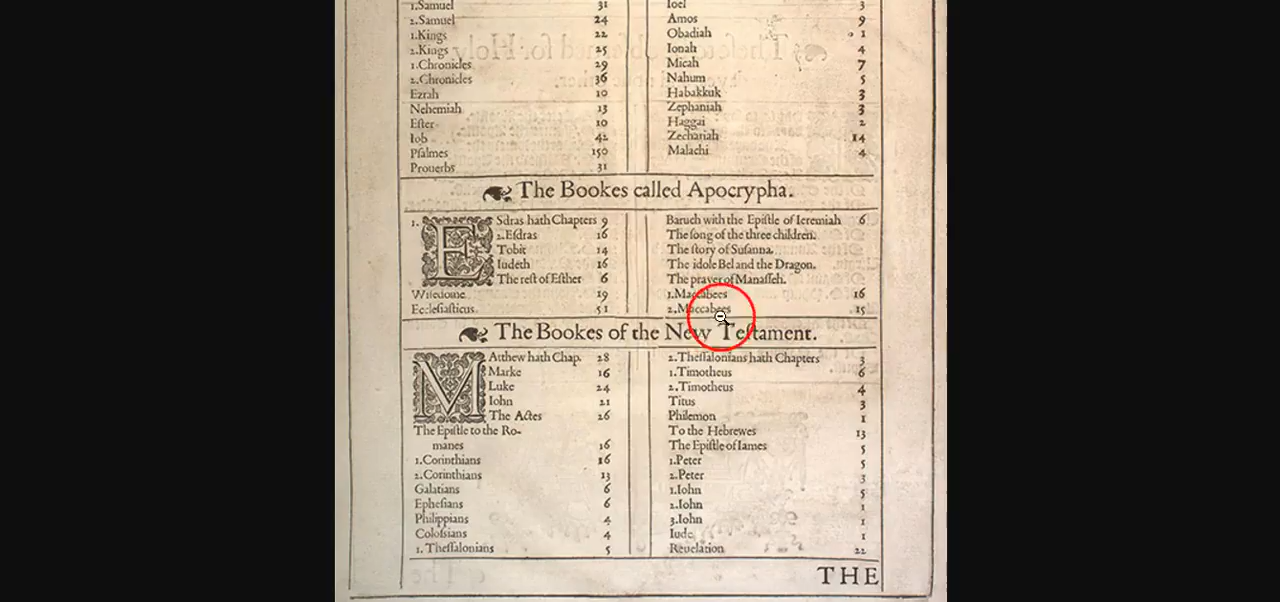 1.Samuel 31
2.Samuel 24
1.Kings 22
2.Kings 25
1.Chronicles 29
2.Chronicles 36
Ezrah 10
Nehemiah 13
Eſter 10
Iob 42
Pſalmes 150
Prouerbs 31
Ioel 3
Amos 9
Obadiah 1
Ionah 4
Micah 7
Nahum 5
Habakkuk 3
Zephaniah 3
Haggai 2
Zechariah 14
Malachi 4
The Bookes called Apocrypha.
1. ESdras hath Chapters 9
2.Eſdras 16
Tobit 14
Iudeth 16
The reſt of Eſther 6
Wiſedome 19
Eccleſiaſticus 51
Baruch with the Epiſtle of Ieremiah 6
The ſong of the three children.
The ſtory of Suſanna.
The idole Bel and the Dragon.
The prayer of Manaſſeh.
1.Maccabees 16
2.Maccabees 15
The Bookes of the New Teſtament.
MAtthew hath Chap. 28
Marke 16
Luke 24
Iohn 21
The Actes 26
The Epiſtle to the Ro-
manes 16
1.Corinthians 16
2.Corinthians 13
Galatians 6
Epheſians 6
Philippians 4
Coloſsians 4
1. Theſſalonians 5
2.Theſſalonians hath Chapters 3
1.Timotheus 6
2.Timotheus 4
Titus 3
Philemon 1
To the Hebrewes 13
The Epiſtle of Iames 5
1.Peter 5
2.Peter 3
1.Iohn 5
2.Iohn 1
3.Iohn 1
Iude 1
Reuelation 22
THE